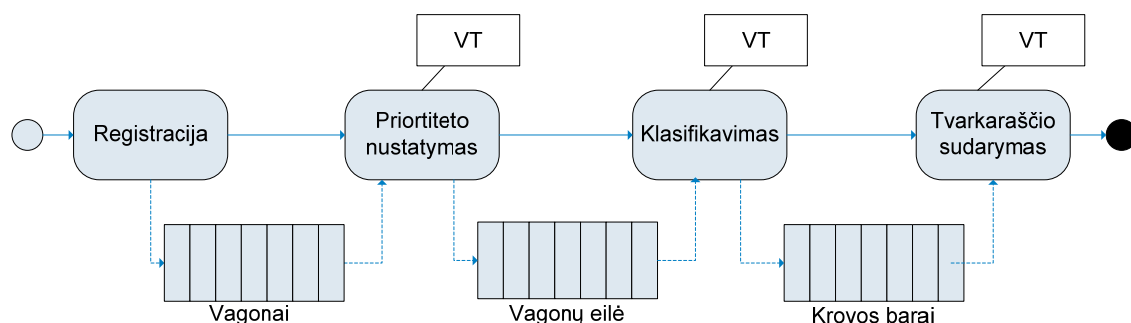 VT
VT
VT
Registracija
Priortiteto
nustatymas
Klasifikavimas
Tvarkaraščio
sudarymas
Vagonai
Vagonų eilė
Krovos barai